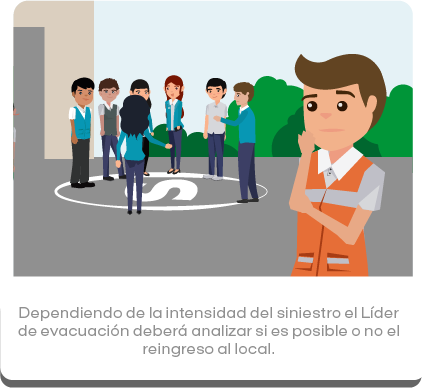 S
Dependiendo de la intensidad del siniestro el Líder
de evacuación deberá analizar si es posible o no el
reingreso al local.